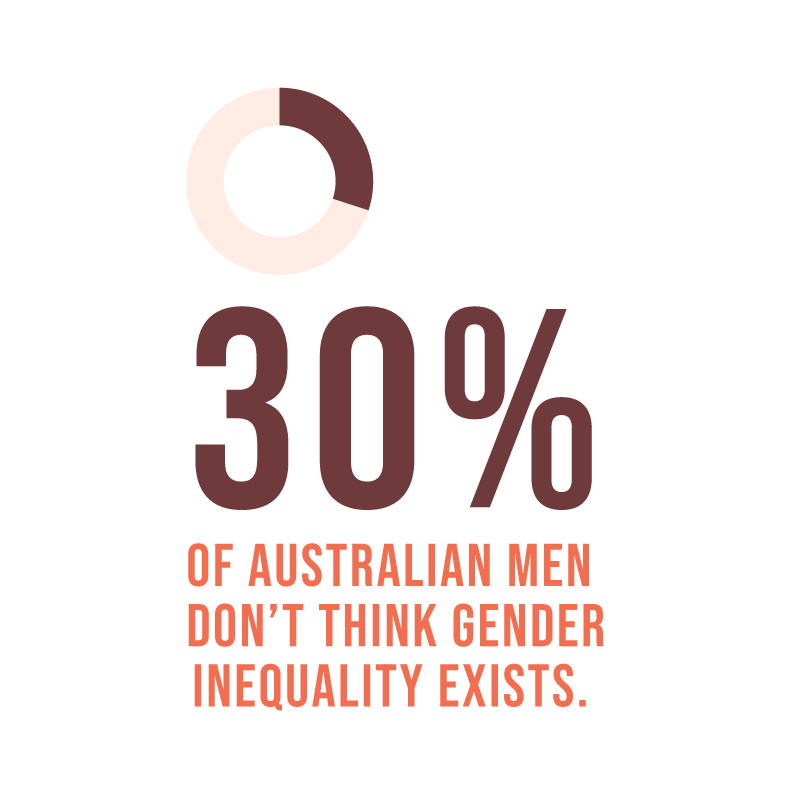 30%
OF AUSTRALIAN MEN
DON’T THINK GENDER
INEQUALITY EXISTS.